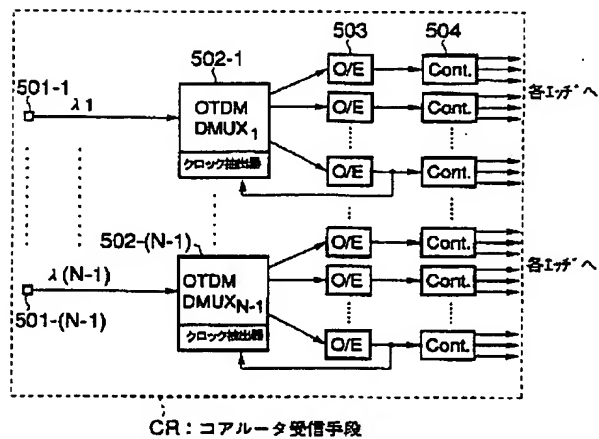 502-1
503
504
501-1
λ1
OTDM
DMUX1
クロック抽出器
O/E
Cont.
O/E
Cont.
O/E
Cont.
各エッヂへ
502-(N-1)
λ(N-1)
501-(N-1)
OTDM
DMUXN-1
クロック抽出器
O/E
Cont.
O/E
Cont.
O/E
Cont.
各エッヂへ
CR:コアルータ受信手段